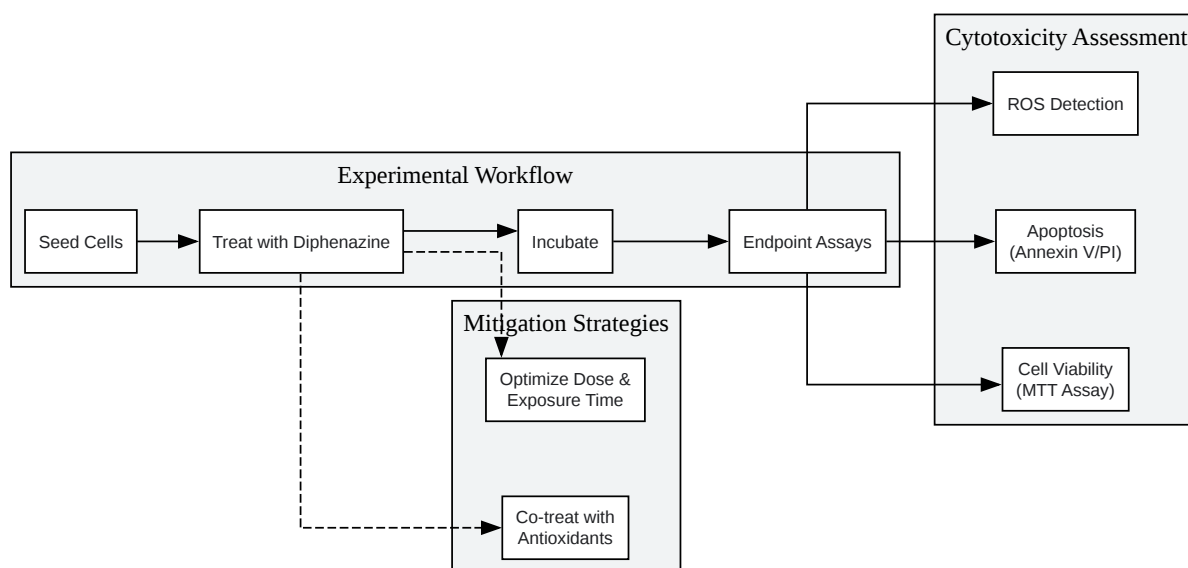 Cytotoxicity Assessment
ROS Detection
Experimental Workflow
Seed Cells
Treat with Diphenazine
Incubate
Endpoint Assays
Apoptosis
(Annexin V/PI)
Mitigation Strategies
Optimize Dose &
Exposure Time
Cell Viability
(MTT Assay)
Co-treat with
Antioxidants